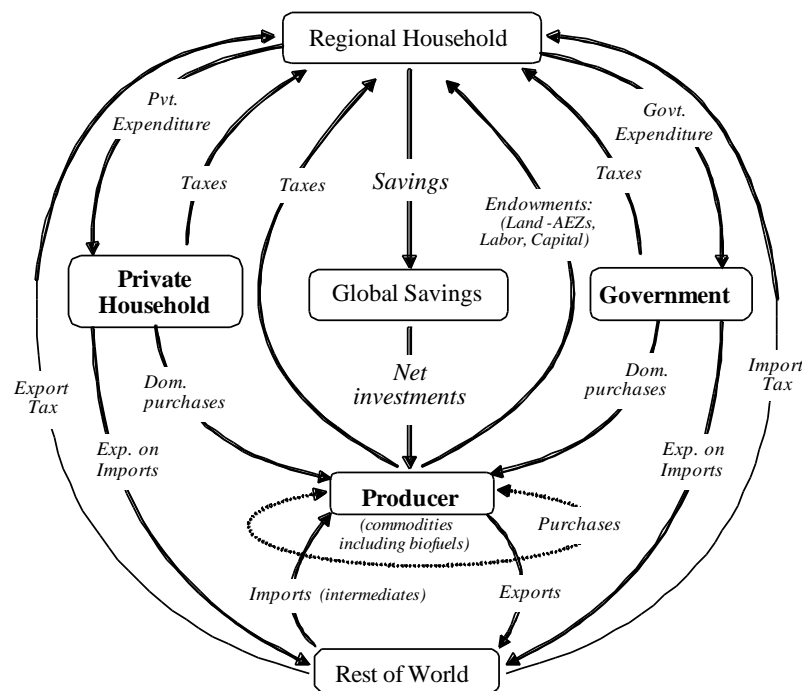 Regional Household
Pvt.
Expenditure
Govt.
Expenditure
Taxes
Taxes
Savings
Taxes
Endowments:
(Land -AEZs,
Labor, Capital)
Private
Household
Global Savings
Government
Export
Tax
Dom.
purchases
Net
investments
Dom.
purchases
Import
Tax
Exp. on
Imports
Exp. on
Imports
Producer
(commodities
including biofuels)
Purchases
Imports (intermediates)
Exports
Rest of World